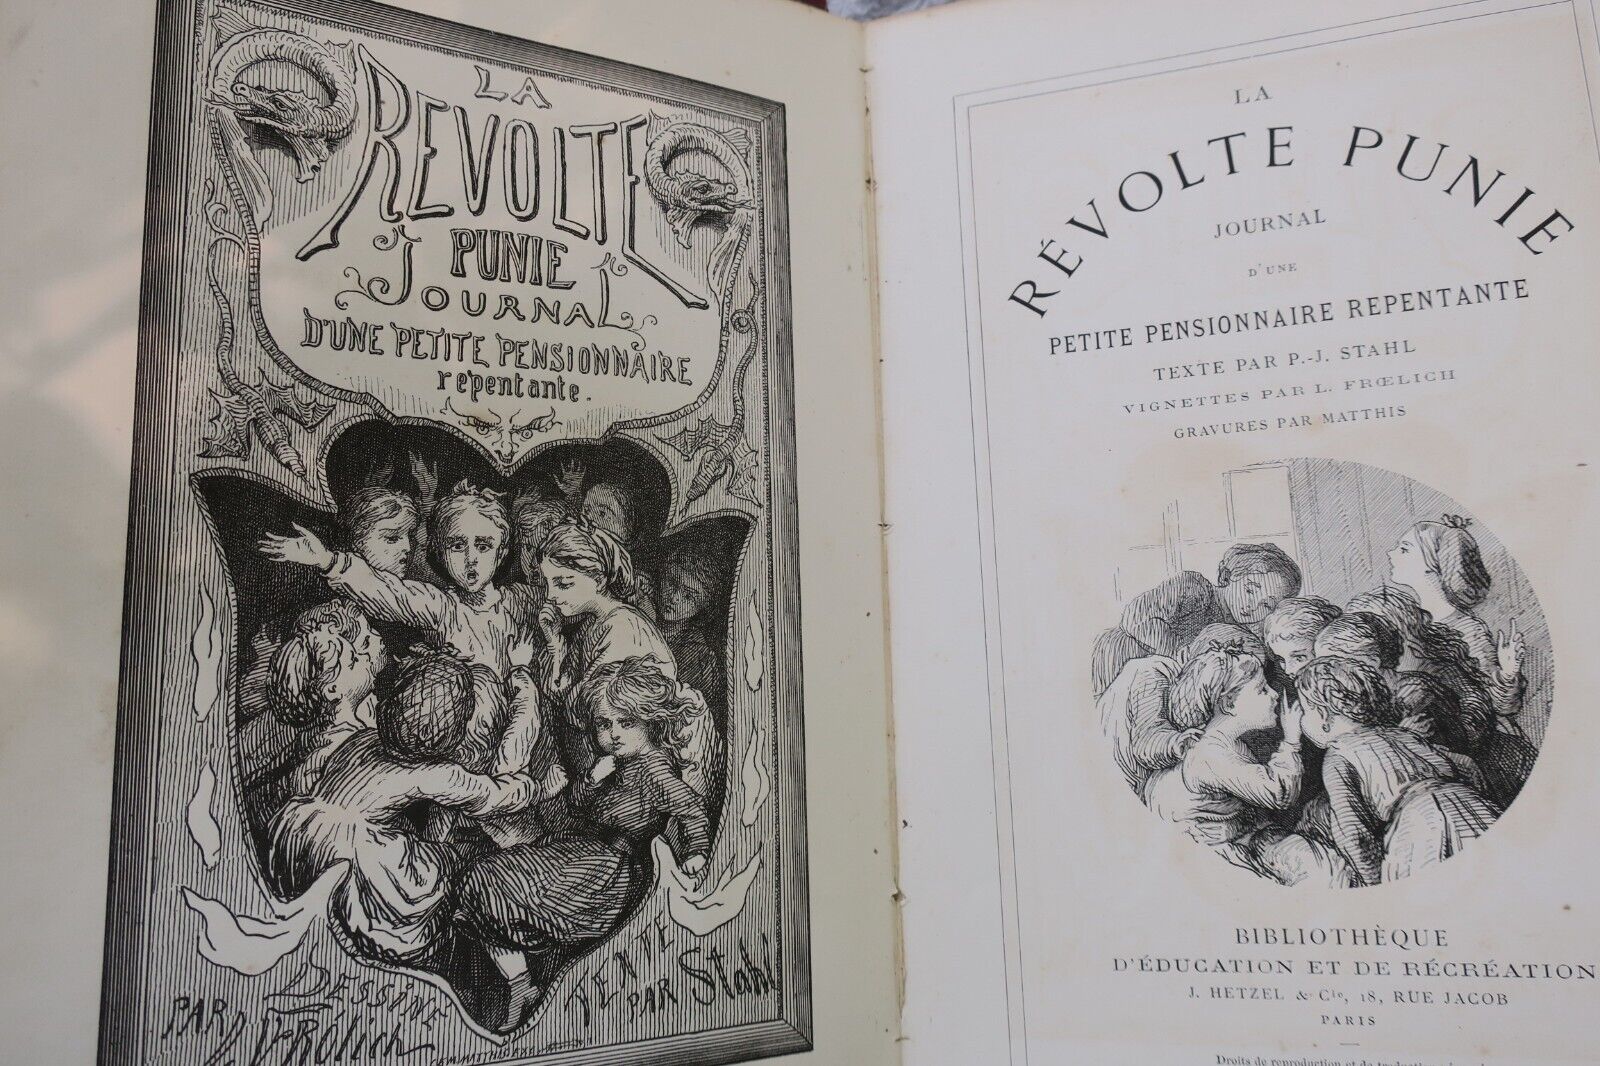 LA
REVOLTE
PUNIE
JOURNAL
D'UNE PETITE PENSIONNAIRE
repentante.
DESSINÉ
PAR L. FRÖLICH
TEXTE
PAR Stahl
LA
RÉVOLTE PUNIE
JOURNAL
D'UNE
PETITE PENSIONNAIRE REPENTANTE
TEXTE PAR P.-J. STAHL
VIGNETTES PAR L. FRŒLICH
GRAVURES PAR MATTHIS
BIBLIOTHÈQUE
D'ÉDUCATION ET DE RÉCRÉATION
J. HETZEL & Cie, 18, RUE JACOB
PARIS
Droits de reproduction et de